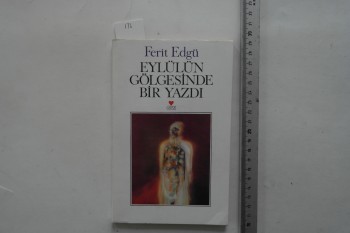 Ferit Edgü
EYLÜLÜN
GÖLGESİNDE
BİR YAZDI